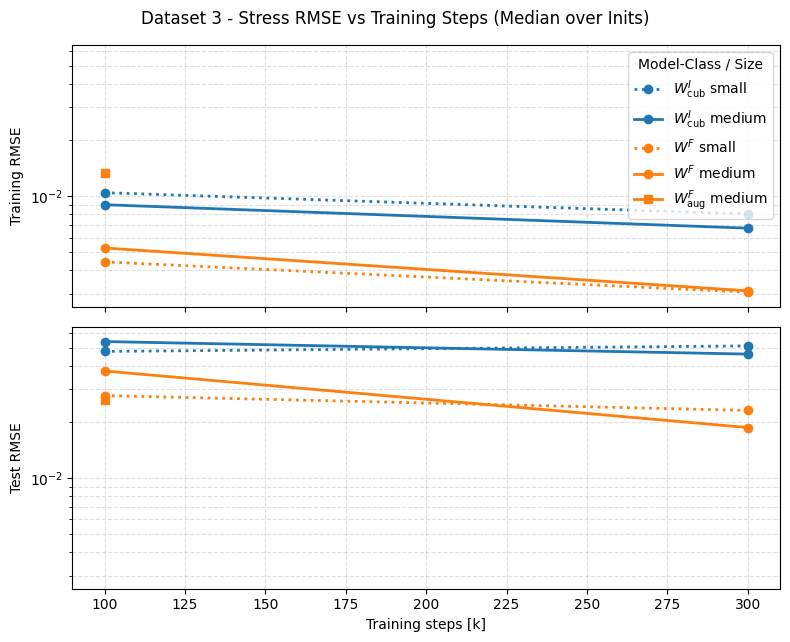 Dataset 3 - Stress RMSE vs Training Steps (Median over Inits)
Training RMSE
10⁻²
Model-Class / Size
W^I_cub small
W^I_cub medium
W^F small
W^F medium
W^F_aug medium
Test RMSE
10⁻²
100 125 150 175 200 225 250 275 300
Training steps [k]